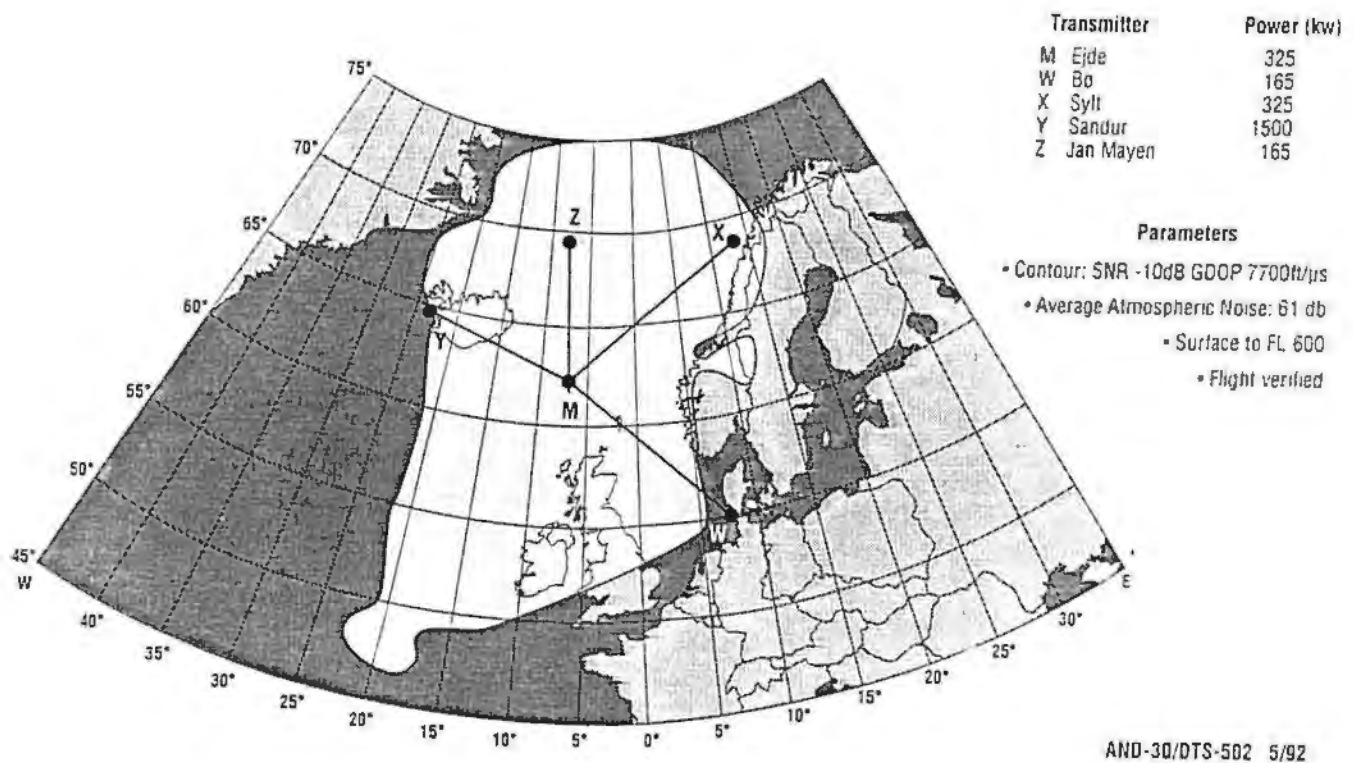 Transmitter Power (kw)
M Ejde 325
W Bo 165
X Sylt 325
Y Sandur 1500
Z Jan Mayen 165
Parameters
• Contour: SNR -10dB GDOP 7700ft/µs
• Average Atmospheric Noise: 61 db
• Surface to FL 600
• Flight verified
75°
70°
65°
60°
55°
50°
45°
W
Z
X
Y
M
W
E
40°
35°
30°
25°
20°
15°
10°
5°
0°
5°
10°
15°
20°
25°
30°
AND-30/DTS-502 5/92